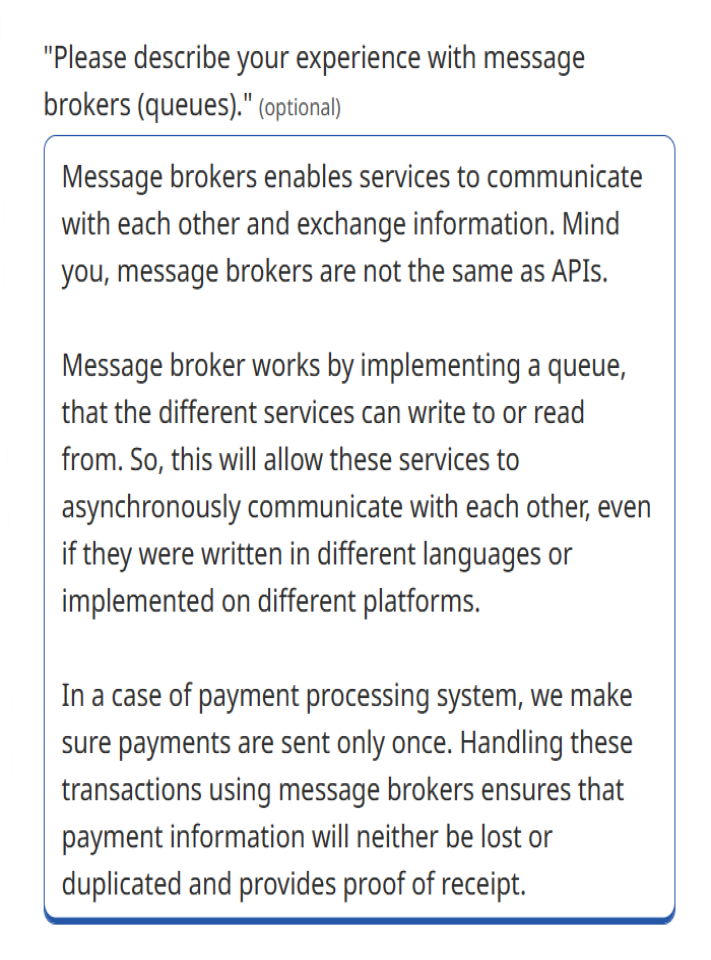 "Please describe your experience with message
brokers (queues)." (optional)
Message brokers enables services to communicate
with each other and exchange information. Mind
you, message brokers are not the same as APIs.
Message broker works by implementing a queue,
that the different services can write to or read
from. So, this will allow these services to
asynchronously communicate with each other, even
if they were written in different languages or
implemented on different platforms.
In a case of payment processing system, we make
sure payments are sent only once. Handling these
transactions using message brokers ensures that
payment information will neither be lost or
duplicated and provides proof of receipt.